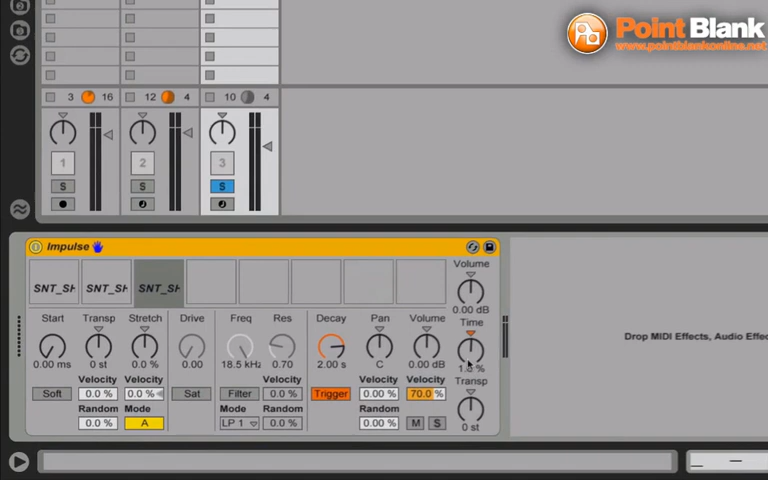 Point Blank
www.pointblankonline.net
3 16 12 4 10 4
1 2 3
S S S
Impulse
Volume
0.00 dB
SNT_SH SNT_SH SNT_SH
Start Transp Stretch Drive Freq Res Decay Pan Volume Time
0.00 ms 0 st 0.0 % 0.00 18.5 kHz 0.70 2.00 s C 0.00 dB
Drop MIDI Effects, Audio Effe
Velocity Velocity Velocity Velocity Velocity Transp
Soft 0.0 % 0.0 % Sat Filter 0.0 % Trigger 0.00 % 70.0 %
Random Mode Mode Random Random
0.0 % A LP 1 0.0 % 0.00 % M S 0 st